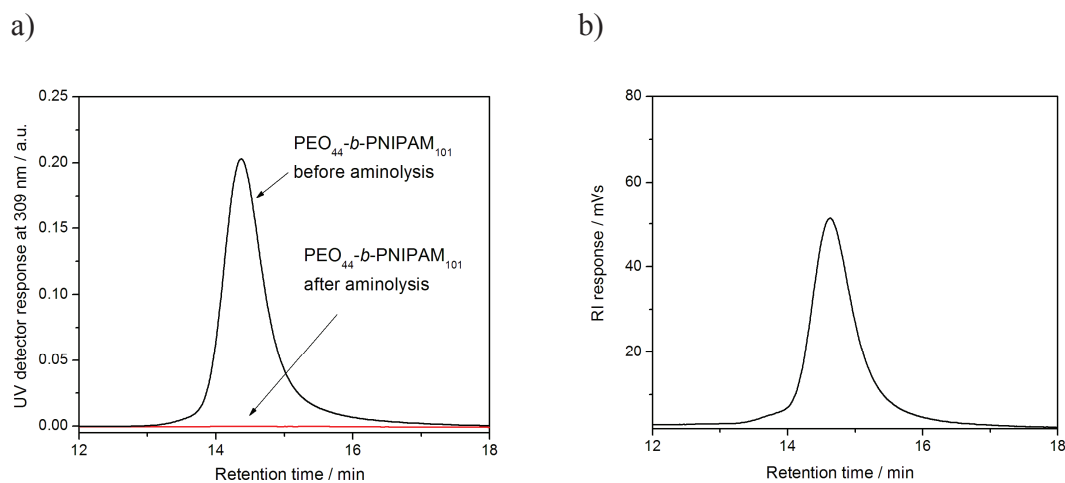 a)
0.25
0.20
0.15
0.10
0.05
0.00
UV detector response at 309 nm / a.u.
12
14
16
18
Retention time / min
PEO₄₄-b-PNIPAM₁₀₁
before aminolysis
PEO₄₄-b-PNIPAM₁₀₁
after aminolysis
b)
80
60
40
20
RI response / mVs
12
14
16
18
Retention time / min